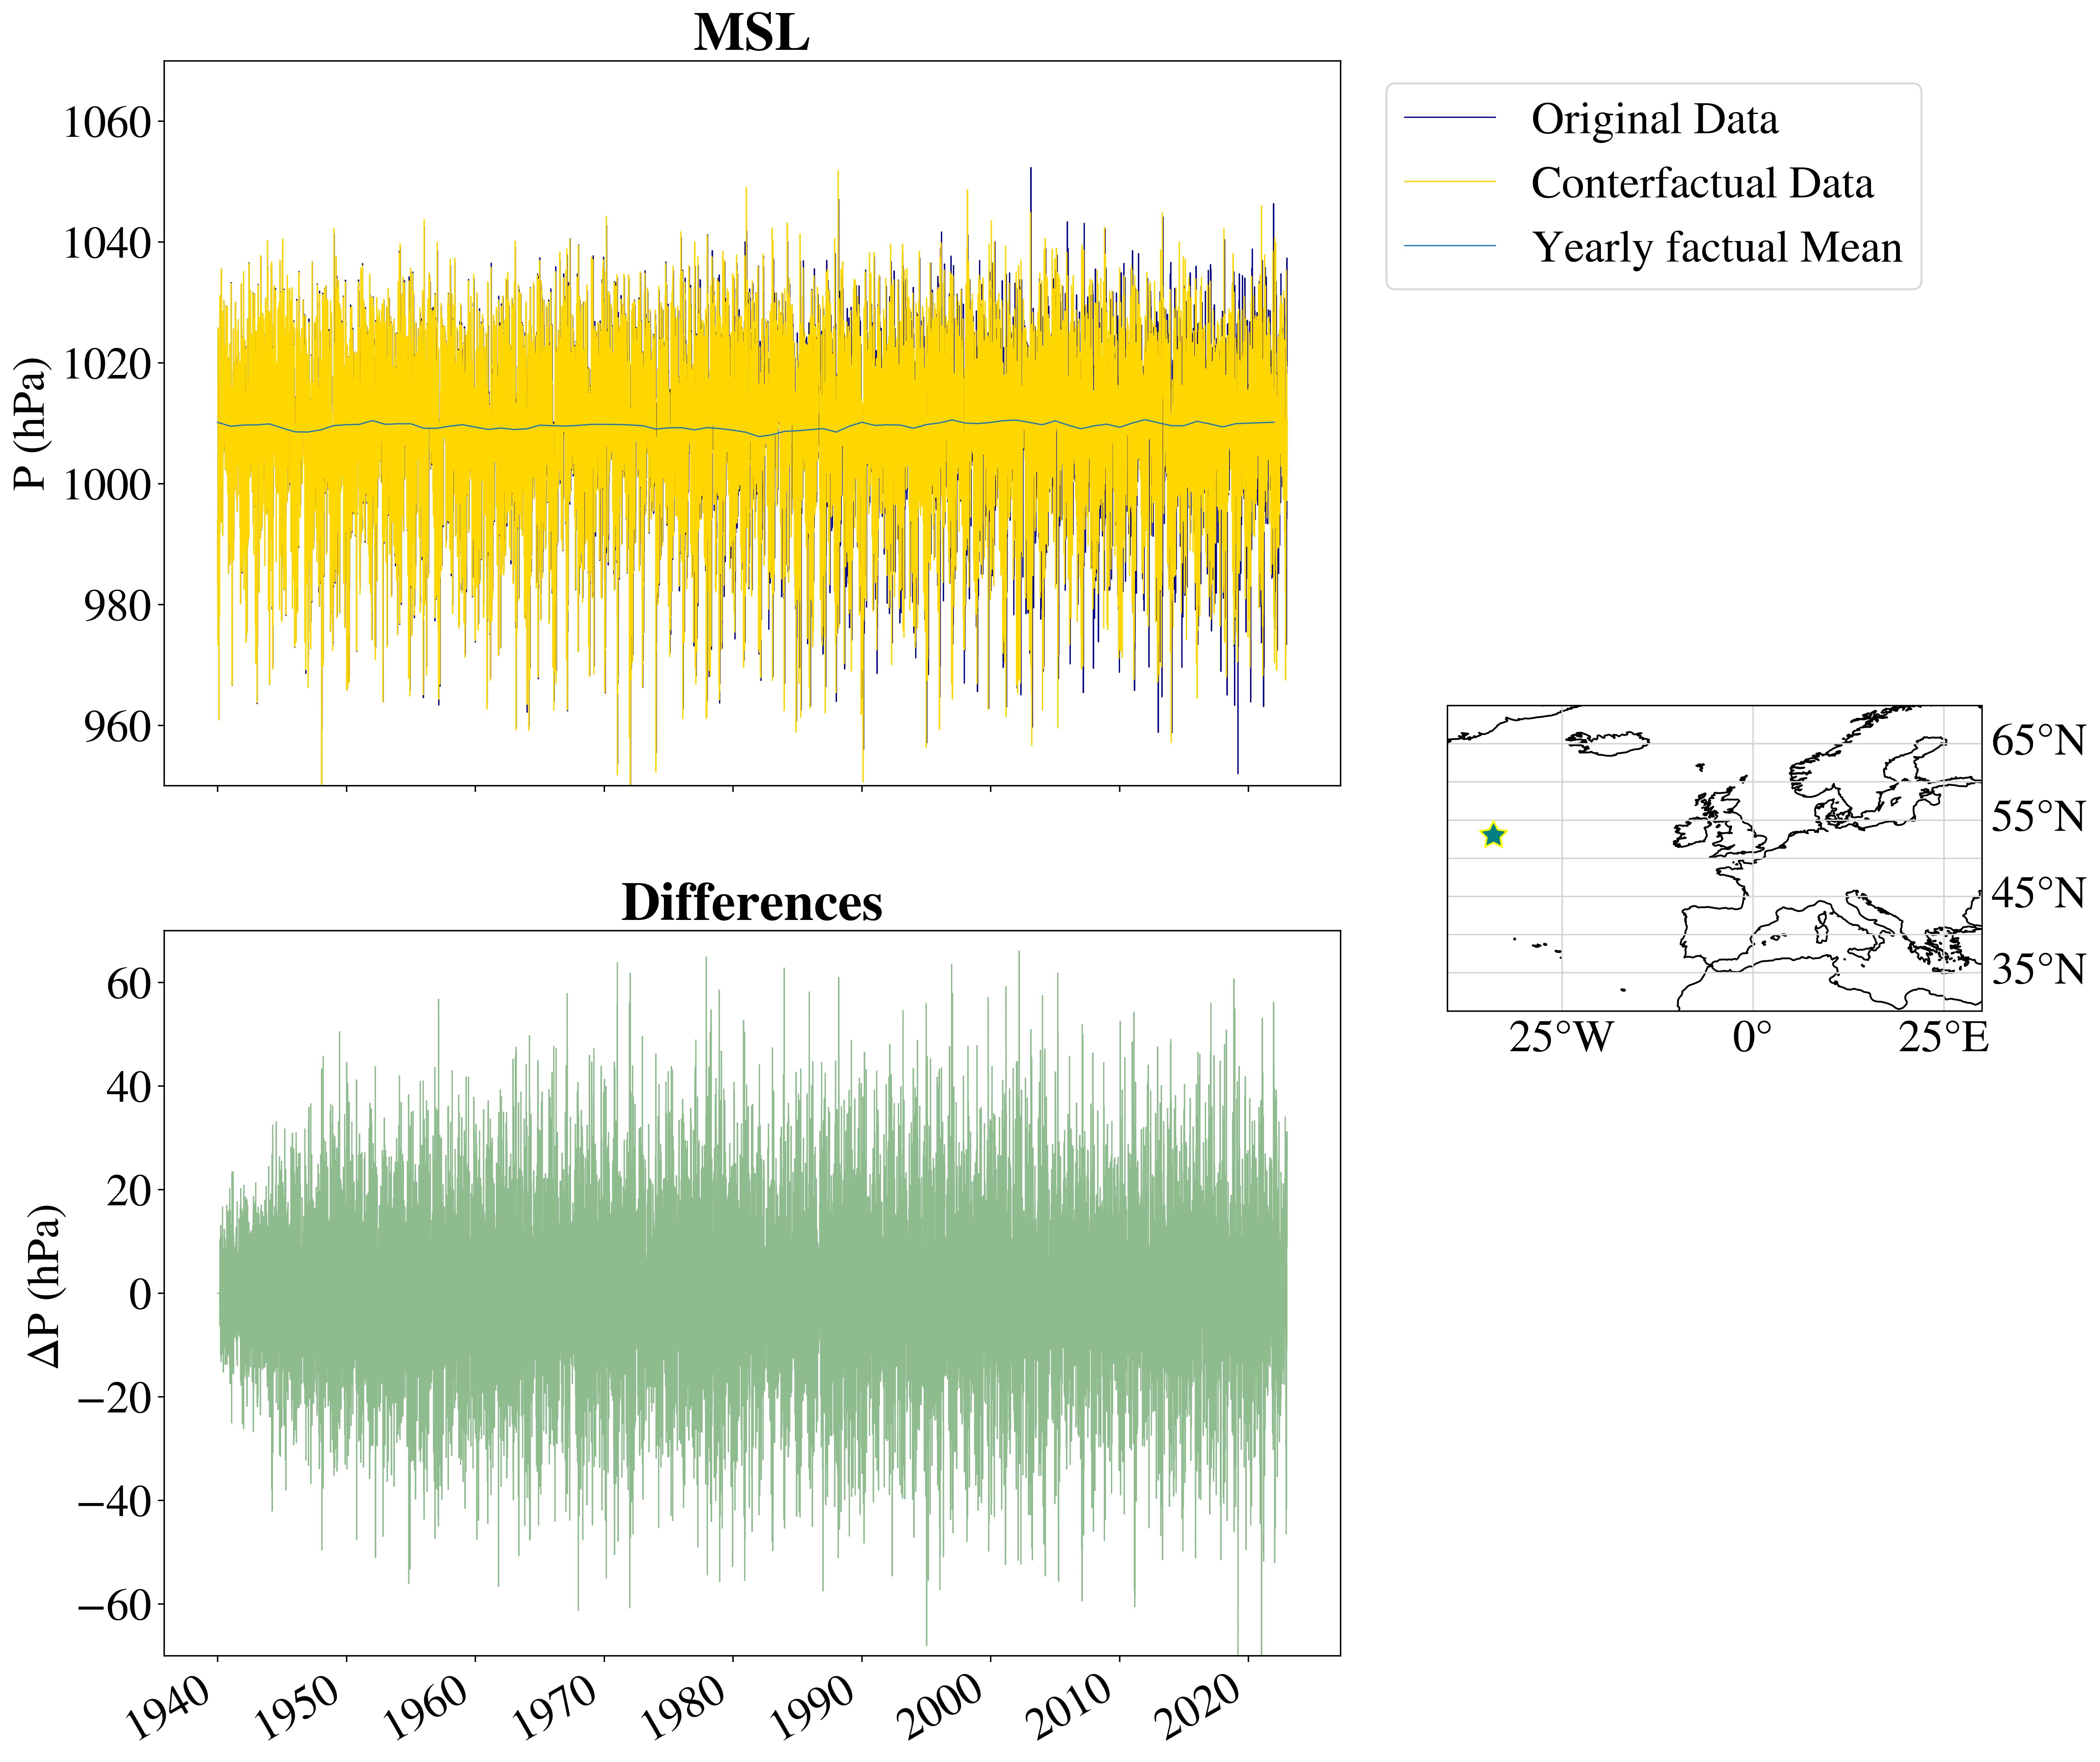 MSL
1060
1040
1020
1000
980
960
P (hPa)
Original Data
Conterfactual Data
Yearly factual Mean
65°N
55°N
45°N
35°N
25°W 0° 25°E
Differences
60
40
20
0
−20
−40
−60
ΔP (hPa)
1940 1950 1960 1970 1980 1990 2000 2010 2020